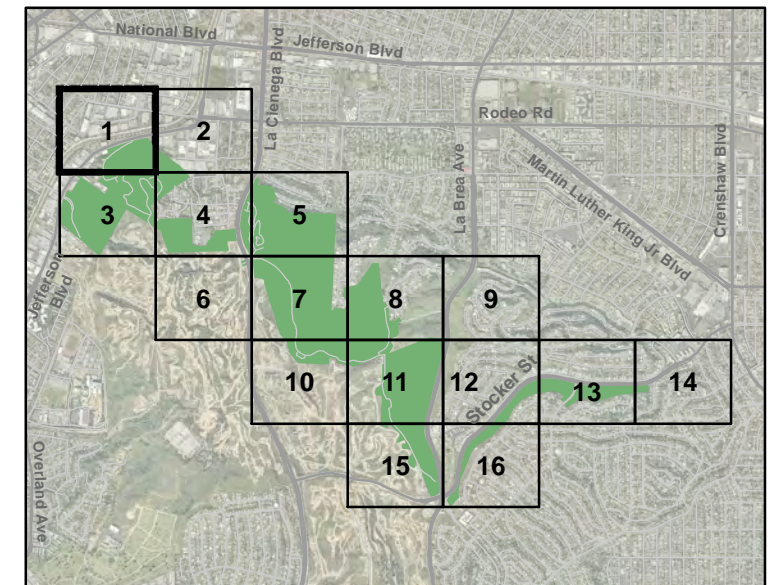 National Blvd
Jefferson Blvd
La Cienega Blvd
Rodeo Rd
1
2
La Brea Ave
Martin Luther King Jr Blvd
Crenshaw Blvd
3
4
5
Jefferson
Blvd
6
7
8
9
10
11
12
Stocker St
13
14
Overland Ave
15
16